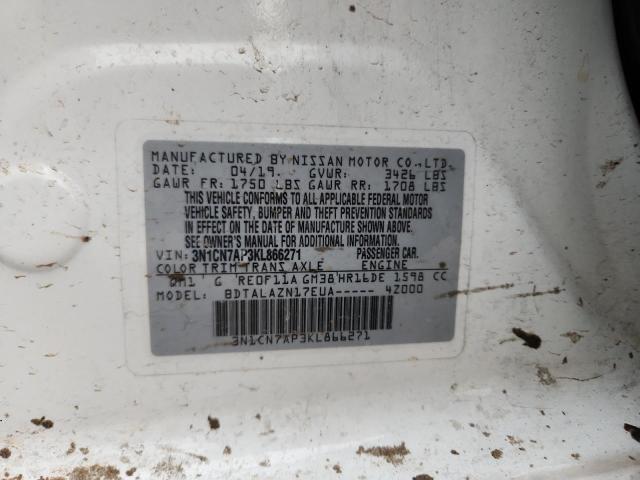 MANUFACTURED BY NISSAN MOTOR CO.,LTD.
DATE: 04/19. GVWR: 3426 LBS
GAWR FR: 1750 LBS GAWR RR: 1708 LBS
THIS VEHICLE CONFORMS TO ALL APPLICABLE FEDERAL MOTOR
VEHICLE SAFETY, BUMPER AND THEFT PREVENTION STANDARDS
IN EFFECT ON THE DATE OF MANUFACTURE SHOWN ABOVE.
SEE OWNER'S MANUAL FOR ADDITIONAL INFORMATION.
VIN: 3N1CN7AP3KL866271 PASSENGER CAR.
COLOR TRIM TRANS AXLE ENGINE
QM1 G RE0F11A GM38 HR16DE 1598 CC
MODEL: BDTALAZN17EUA----- 4Z000
3N1CN7AP3KL866271